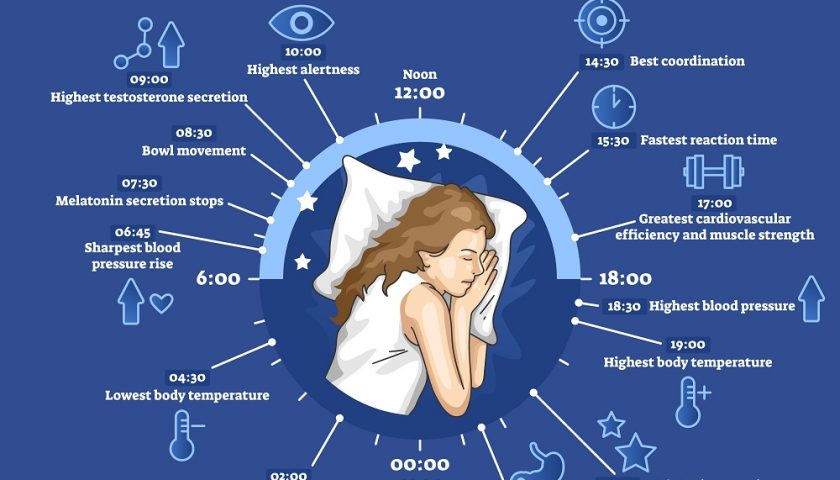 10:00
Highest alertness
09:00
Highest testosterone secretion
08:30
Bowl movement
07:30
Melatonin secretion stops
06:45
Sharpest blood
pressure rise
6:00
04:30
Lowest body temperature
02:00
Noon
12:00
14:30 Best coordination
15:30 Fastest reaction time
17:00
Greatest cardiovascular
efficiency and muscle strength
18:00
18:30 Highest blood pressure
19:00
Highest body temperature
00:00